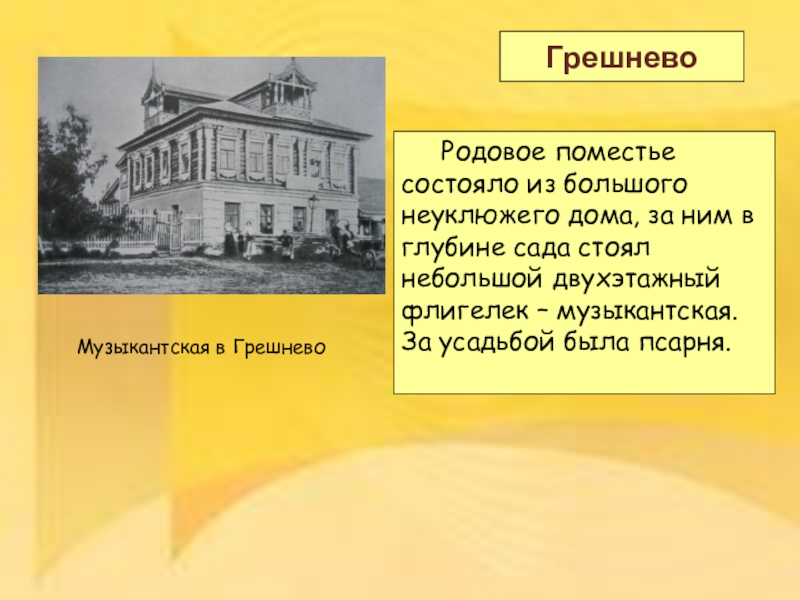 Грешнево
Родовое поместье
состояло из большого
неуклюжего дома, за ним в
глубине сада стоял
небольшой двухэтажный
флигелек – музыкантская.
За усадьбой была псарня.
Музыкантская в Грешнево